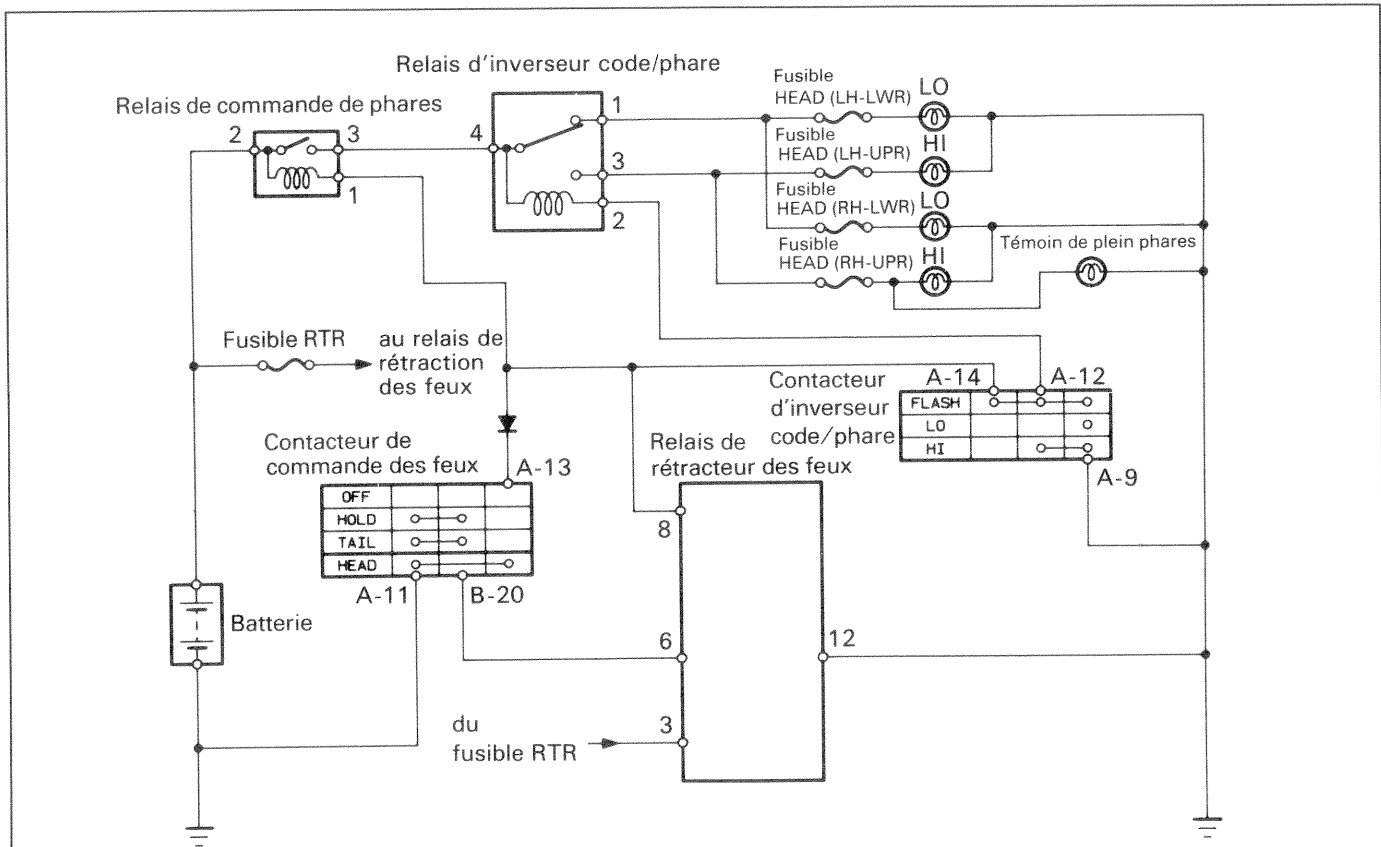 Relais d'inverseur code/phare
Relais de commande de phares
2
3
1
4
1
3
2
Fusible
HEAD (LH-LWR)
LO
Fusible
HEAD (LH-UPR)
HI
Fusible
HEAD (RH-LWR)
LO
Fusible
HEAD (RH-UPR)
HI
Témoin de plein phares
Fusible RTR
au relais de
rétraction
des feux
Contacteur
d'inverseur
code/phare
A-14
A-12
FLASH
LO
HI
A-9
Contacteur de
commande des feux
A-13
OFF
HOLD
TAIL
HEAD
A-11
B-20
Relais de
rétracteur des feux
8
6
12
3
Batterie
du
fusible RTR